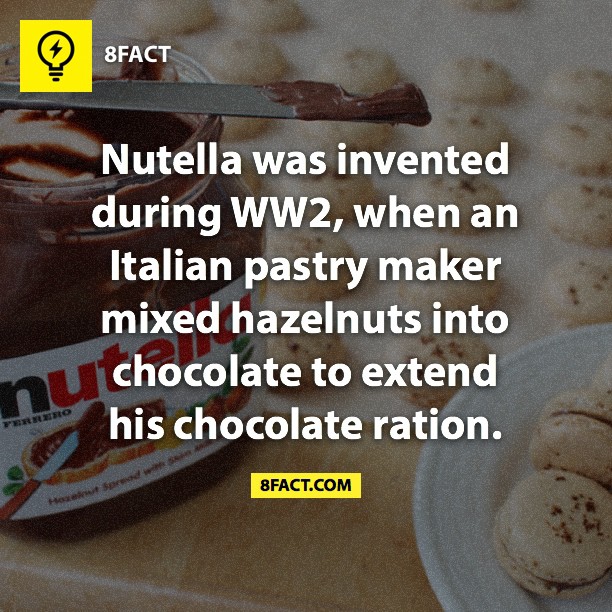 8FACT
Nutella was invented
during WW2, when an
Italian pastry maker
mixed hazelnuts into
chocolate to extend
his chocolate ration.
8FACT.COM
nutella
FERRERO
Hazelnut Spread with Skim